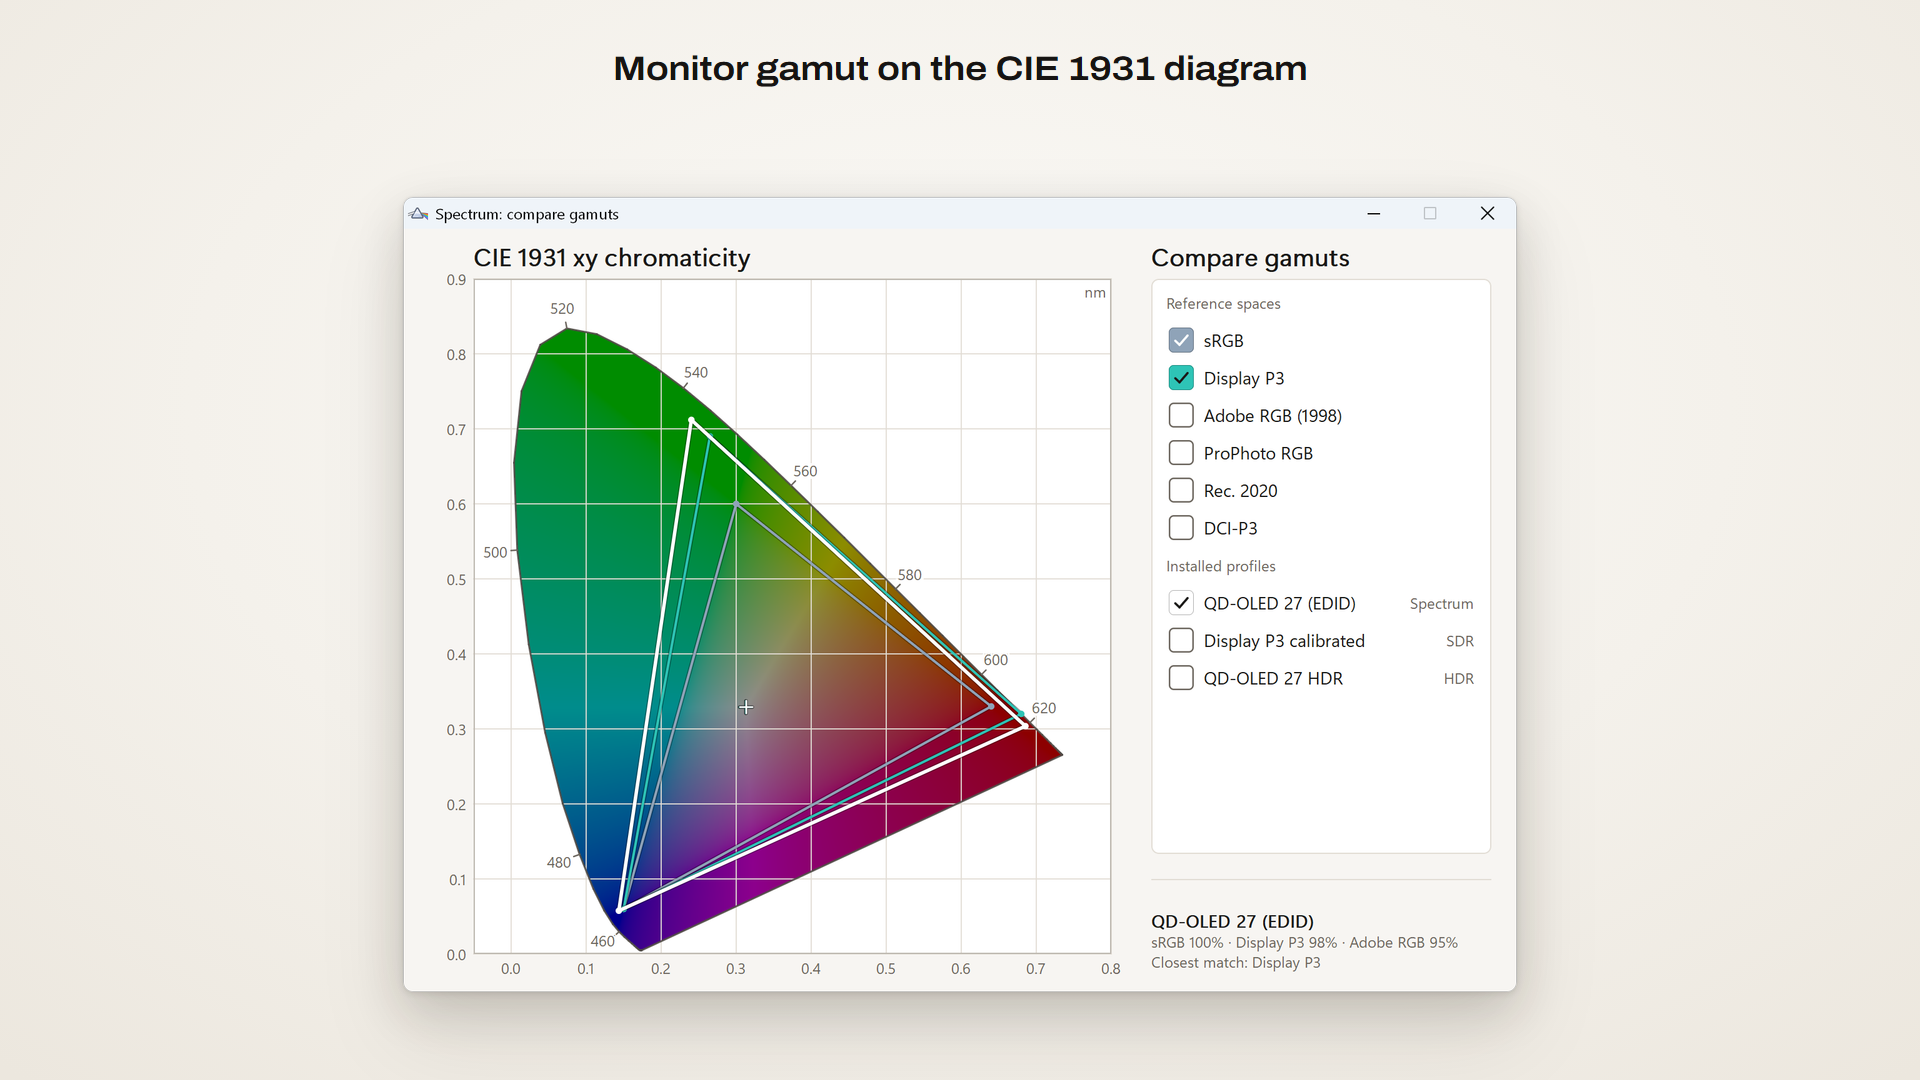 Monitor gamut on the CIE 1931 diagram
Spectrum: compare gamuts
CIE 1931 xy chromaticity
nm
0.9
0.8
0.7
0.6
0.5
0.4
0.3
0.2
0.1
0.0
520
540
560
500
580
600
620
480
460
0.0 0.1 0.2 0.3 0.4 0.5 0.6 0.7 0.8
Compare gamuts
Reference spaces
sRGB
Display P3
Adobe RGB (1998)
ProPhoto RGB
Rec. 2020
DCI-P3
Installed profiles
QD-OLED 27 (EDID) Spectrum
Display P3 calibrated SDR
QD-OLED 27 HDR HDR
QD-OLED 27 (EDID)
sRGB 100% · Display P3 98% · Adobe RGB 95%
Closest match: Display P3